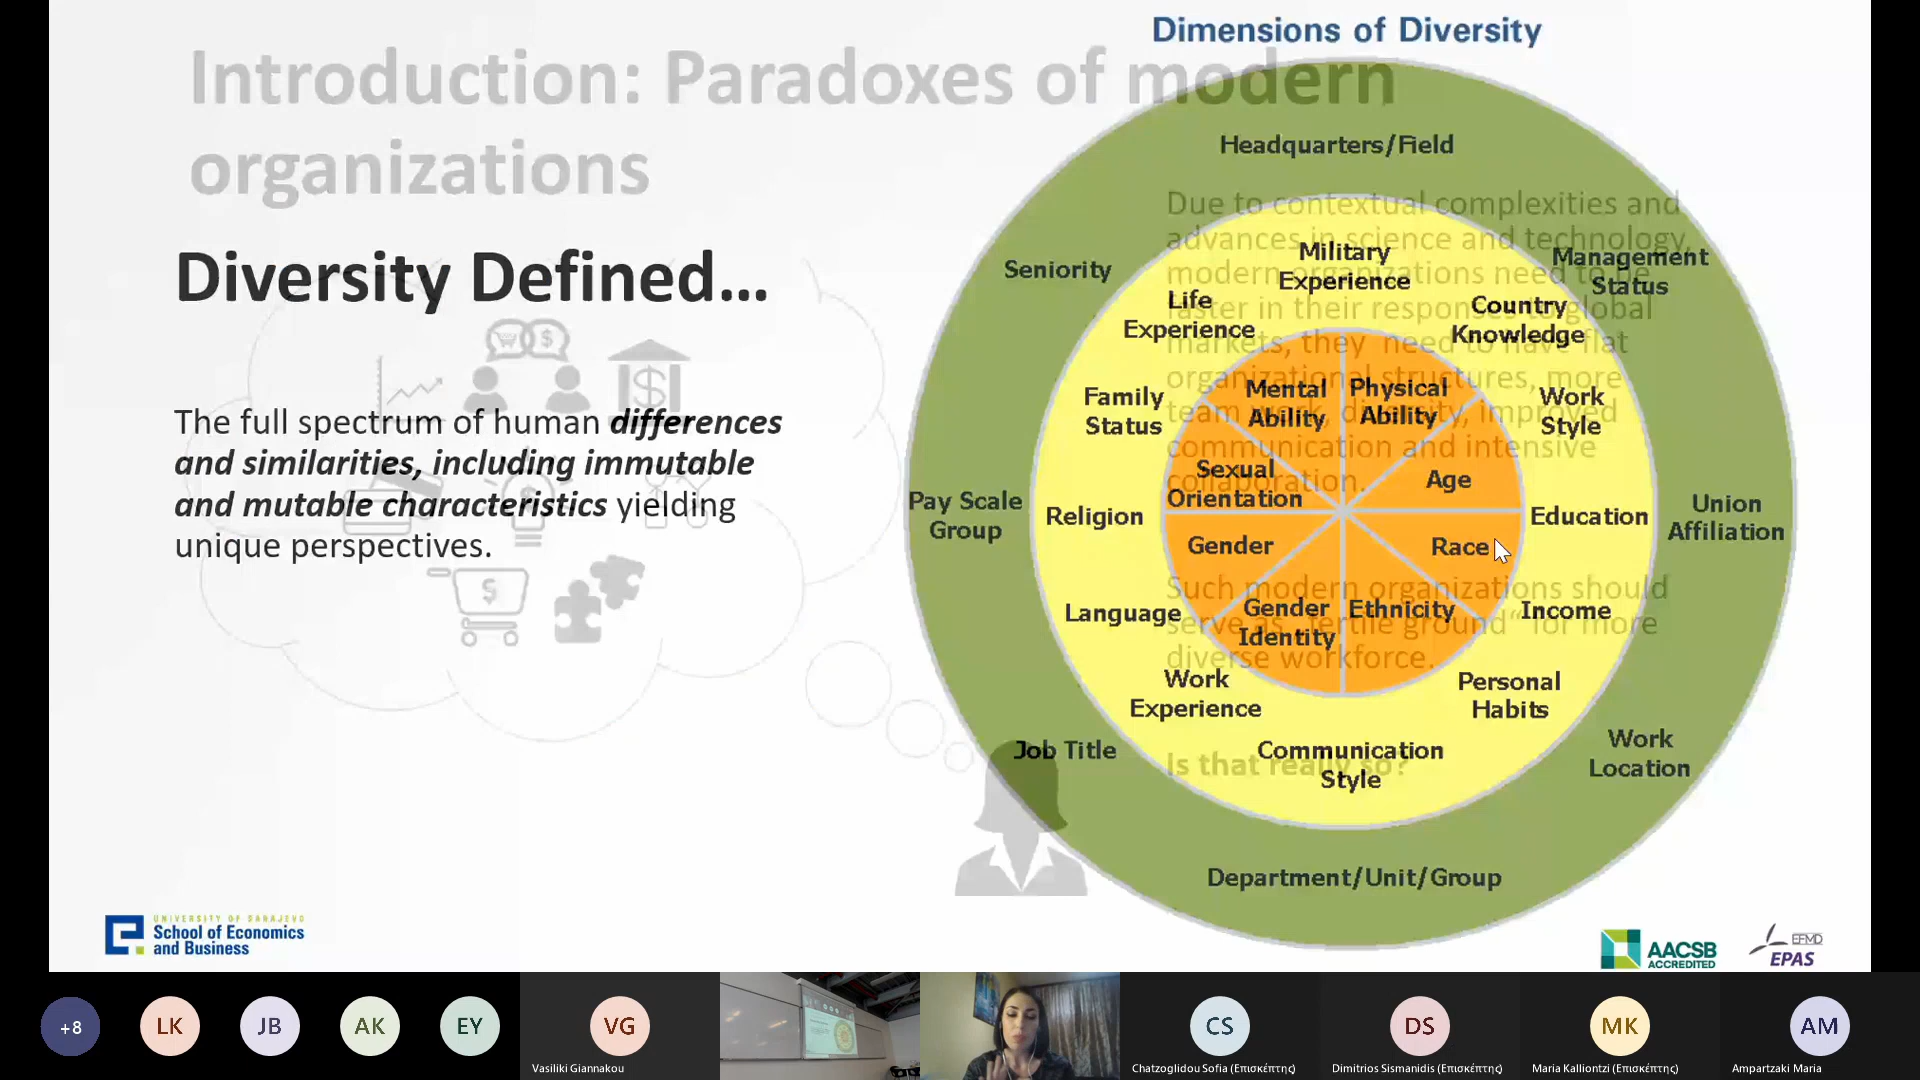 Dimensions of Diversity
Introduction: Paradoxes of modern
organizations
Diversity Defined...
The full spectrum of human differences
and similarities, including immutable
and mutable characteristics yielding
unique perspectives.
Headquarters/Field
Seniority
Management
Status
Pay Scale
Group
Union
Affiliation
Job Title
Work
Location
Department/Unit/Group
Military
Experience
Life
Experience
Country
Knowledge
Family
Status
Work
Style
Religion
Education
Language
Income
Work
Experience
Personal
Habits
Communication
Style
Mental
Ability
Physical
Ability
Sexual
Orientation
Age
Gender
Race
Gender
Identity
Ethnicity
Due to contextual complexities and
advances in science and technology,
modern organizations need to be
faster in their response to global
markets, they need to have flat
organizational structures, more
team work, diversity, improved
communication and intensive
collaboration.
Such modern organizations should
serve as „fertile ground“ for more
diverse workforce.
Is that really so?
UNIVERSITY OF SARAJEVO
School of Economics
and Business
AACSB
ACCREDITED
EFMD
EPAS
+8
LK
JB
AK
EY
VG
Vasiliki Giannakou
CS
Chatzoglidou Sofia (Επισκέπτης)
DS
Dimitrios Sismanidis (Επισκέπτης)
MK
Maria Kalliontzi (Επισκέπτης)
AM
Ampartzaki Maria